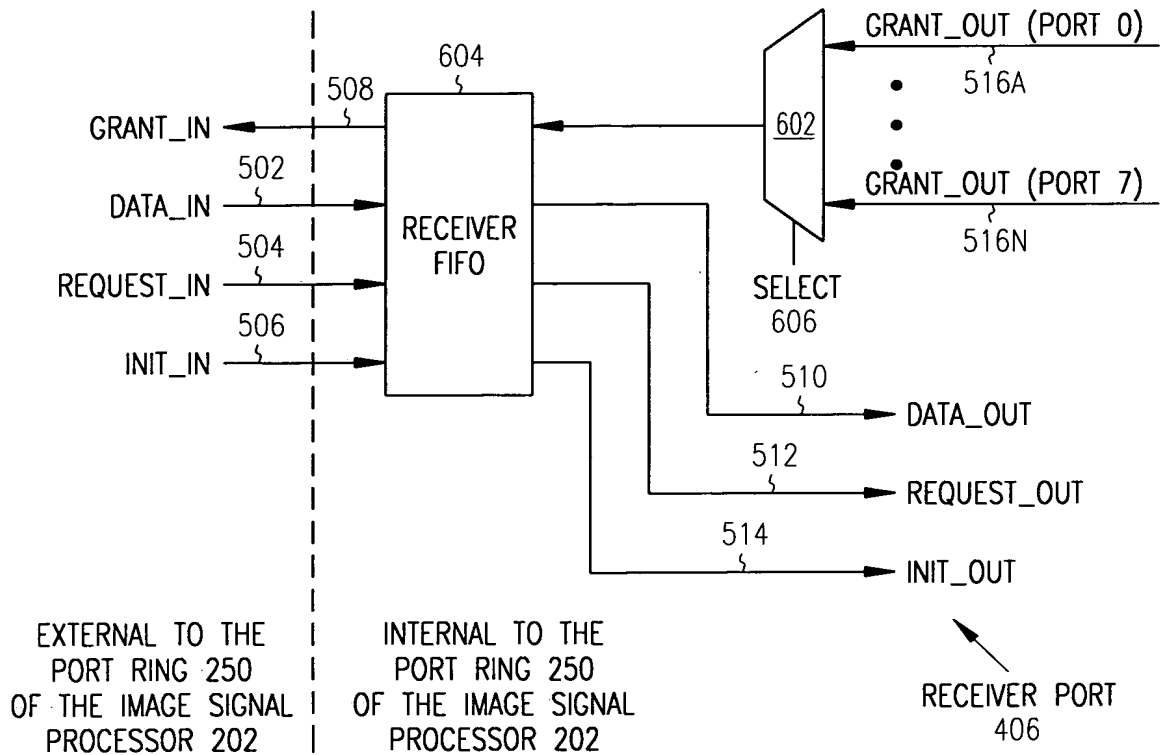 GRANT_OUT (PORT 0)
516A
604
508
GRANT_IN
602
502
DATA_IN
GRANT_OUT (PORT 7)
516N
RECEIVER
FIFO
504
REQUEST_IN
SELECT
606
506
INIT_IN
510
DATA_OUT
512
REQUEST_OUT
514
INIT_OUT
EXTERNAL TO THE
PORT RING 250
OF THE IMAGE SIGNAL
PROCESSOR 202
INTERNAL TO THE
PORT RING 250
OF THE IMAGE SIGNAL
PROCESSOR 202
RECEIVER PORT
406